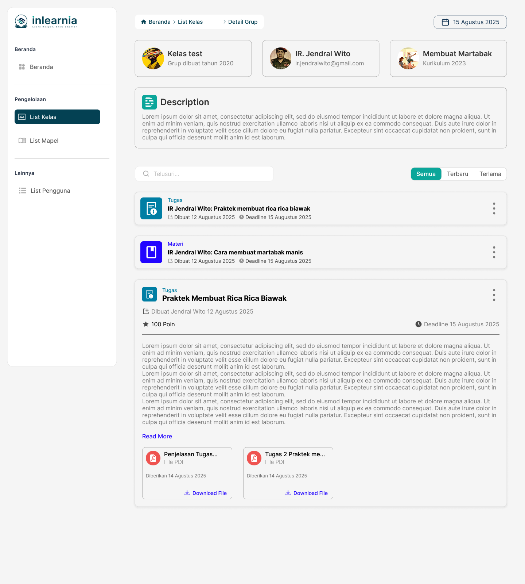 inlearnia
Beranda
Beranda
Pengelolaan
List Kelas
List Mapel
Lainnya
List Pengguna
Beranda > List Kelas > Detail Grup
15 Agustus 2025
Kelas test
Grup dibuat tahun 2020
IR. Jendral Wito
irjendralwito@gmail.com
Membuat Martabak
Kurikulum 2023
Description
Lorem ipsum dolor sit amet, consectetur adipiscing elit, sed do eiusmod tempor incididunt ut labore et dolore magna aliqua. Ut
enim ad minim veniam, quis nostrud exercitation ullamco laboris nisi ut aliquip ex ea commodo consequat. Duis aute irure dolor in
reprehenderit in voluptate velit esse cillum dolore eu fugiat nulla pariatur. Excepteur sint occaecat cupidatat non proident, sunt in
culpa qui officia deserunt mollit anim id est laborum.
Telusuri...
Semua
Terbaru
Terlama
Tugas
IR Jendral Wito: Praktek membuat rica rica biawak
Dibuat 12 Agustus 2025 Deadline 15 Agustus 2025
Materi
IR Jendral Wito: Cara membuat martabak manis
Dibuat 12 Agustus 2025 Deadline 15 Agustus 2025
Tugas
Praktek Membuat Rica Rica Biawak
Dibuat Jendral Wito 12 Agustus 2025
100 Poin
Deadline 15 Agustus 2025
Lorem ipsum dolor sit amet, consectetur adipiscing elit, sed do eiusmod tempor incididunt ut labore et dolore magna aliqua. Ut
enim ad minim veniam, quis nostrud exercitation ullamco laboris nisi ut aliquip ex ea commodo consequat. Duis aute irure dolor in
reprehenderit in voluptate velit esse cillum dolore eu fugiat nulla pariatur. Excepteur sint occaecat cupidatat non proident, sunt in
culpa qui officia deserunt mollit anim id est laborum.
Lorem ipsum dolor sit amet, consectetur adipiscing elit, sed do eiusmod tempor incididunt ut labore et dolore magna aliqua. Ut
enim ad minim veniam, quis nostrud exercitation ullamco laboris nisi ut aliquip ex ea commodo consequat. Duis aute irure dolor in
reprehenderit in voluptate velit esse cillum dolore eu fugiat nulla pariatur. Excepteur sint occaecat cupidatat non proident, sunt in
culpa qui officia deserunt mollit anim id est laborum.
Lorem ipsum dolor sit amet, consectetur adipiscing elit, sed do eiusmod tempor incididunt ut labore et dolore magna aliqua. Ut
enim ad minim veniam, quis nostrud exercitation ullamco laboris nisi ut aliquip ex ea commodo consequat. Duis aute irure dolor in
reprehenderit in voluptate velit esse cillum dolore eu fugiat nulla pariatur. Excepteur sint occaecat cupidatat non proident, sunt in
culpa qui officia deserunt mollit anim id est laborum.
Read More
Penjelasan Tugas...
File PDF
Diberikan 14 Agustus 2025
Download File
Tugas 2 Praktek me...
File PDF
Diberikan 14 Agustus 2025
Download File